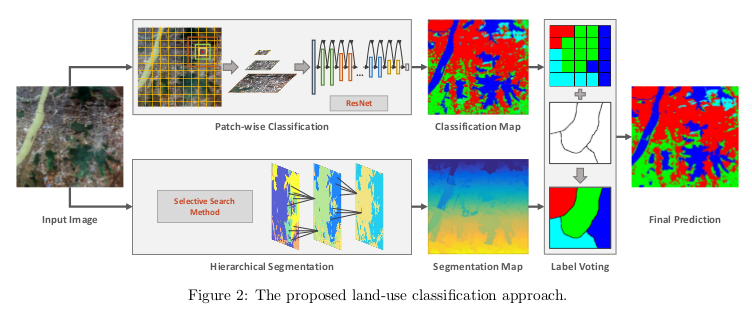 ResNet
Patch-wise Classification
Classification Map
Input Image
Selective Search
Method
Hierarchical Segmentation
Segmentation Map
Label Voting
Final Prediction
Figure 2: The proposed land-use classification approach.